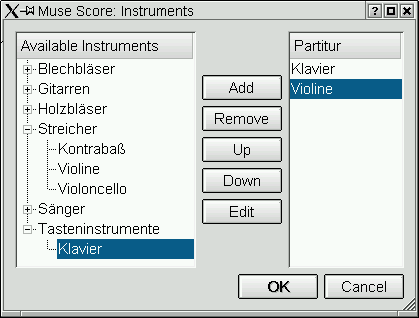 Muse Score: Instruments
Available Instruments
Blechbläser
Gitarren
Holzbläser
Streicher
Kontrabaß
Violine
Violoncello
Sänger
Tasteninstrumente
Klavier
Add
Remove
Up
Down
Edit
Partitur
Klavier
Violine
OK
Cancel